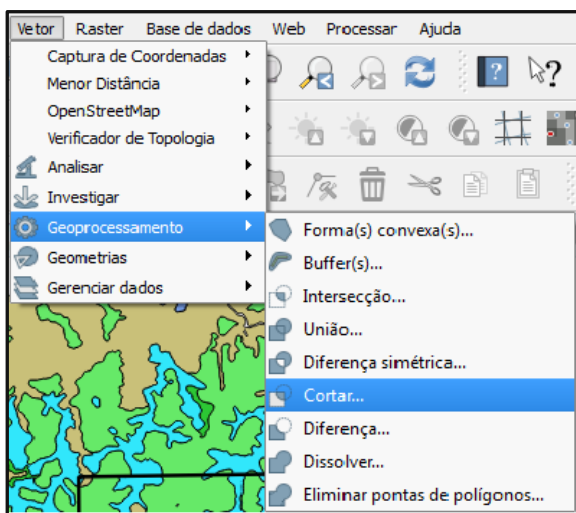 Vetor Raster Base de dados Web Processar Ajuda
Captura de Coordenadas
Menor Distância
OpenStreetMap
Verificador de Topologia
Analisar
Investigar
Geoprocessamento
Geometrias
Gerenciar dados
Forma(s) convexa(s)...
Buffer(s)...
Intersecção...
União...
Diferença simétrica...
Cortar...
Diferença...
Dissolver...
Eliminar pontas de polígonos...